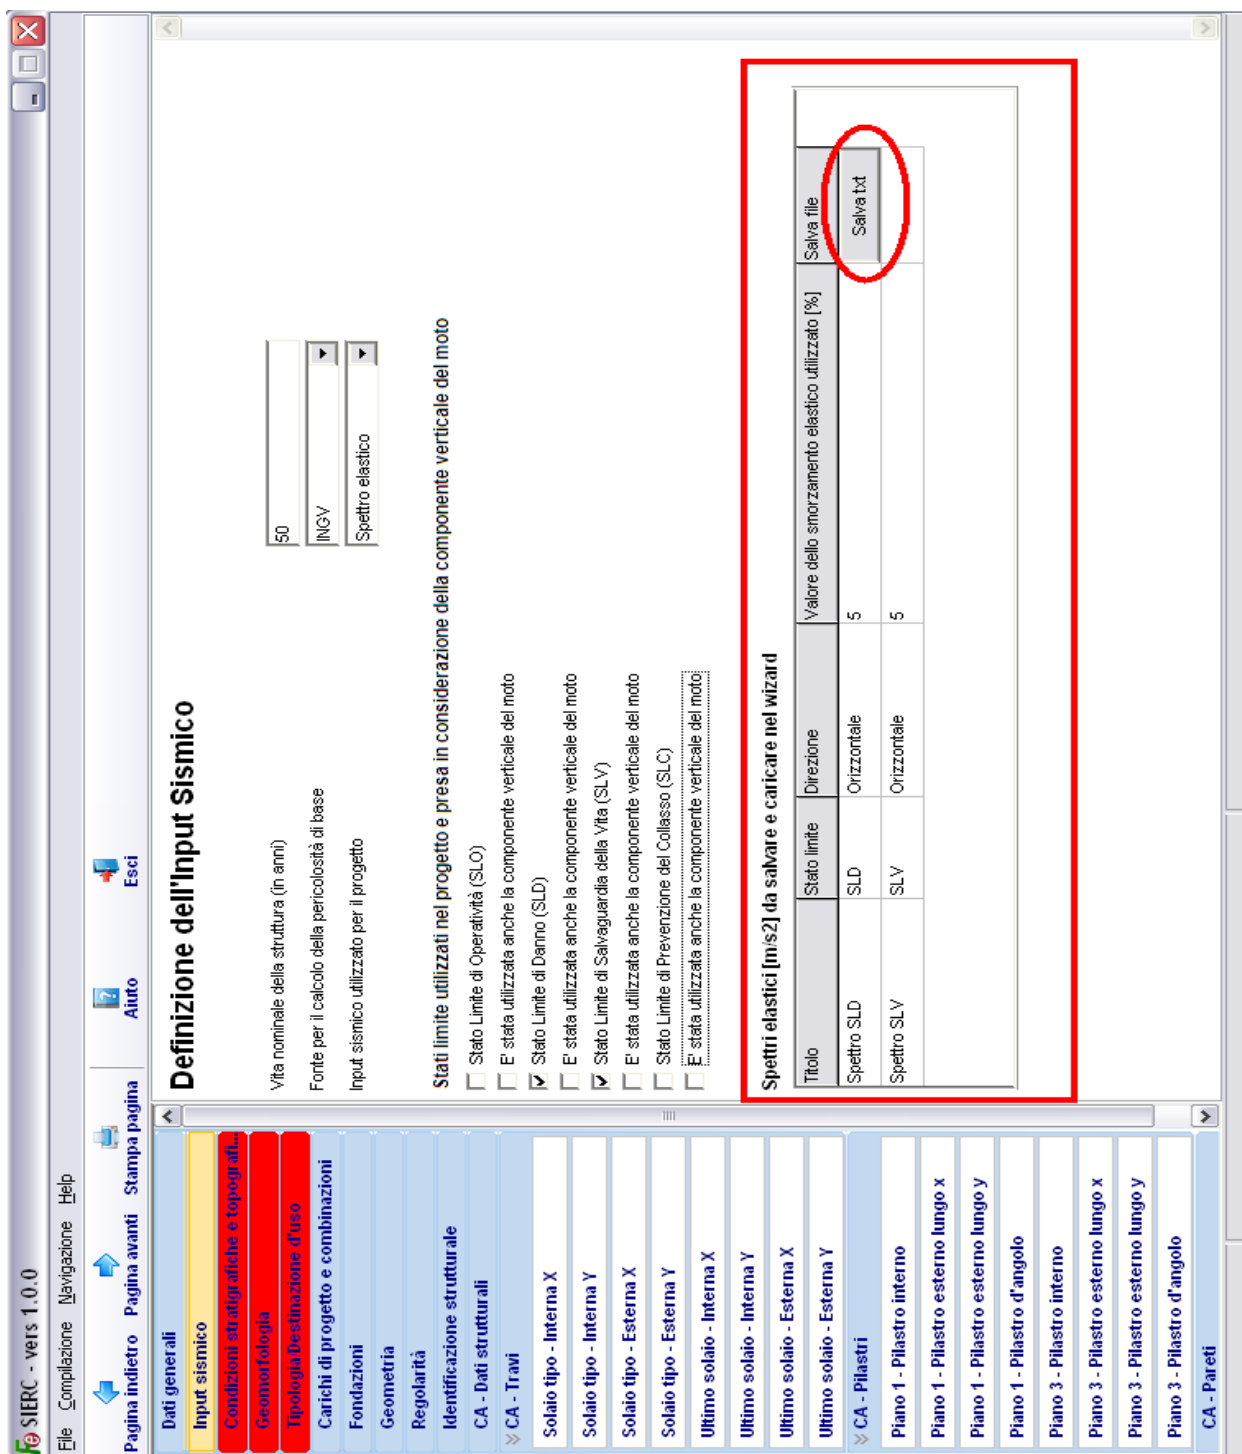 SIERC - vers 1.0.0
File Compilazione Navigazione Help
Pagina indietro Pagina avanti Stampa pagina Aiuto Esci
Dati generali
Input sismico
Condizioni stratigrafiche e topografi...
Geomorfologia
Tipologia/Destinazione d'uso
Carichi di progetto e combinazioni
Fondazioni
Geometria
Regolarità
Identificazione strutturale
CA - Dati strutturali
CA - Travi
Solaio tipo - Interna X
Solaio tipo - Interna Y
Solaio tipo - Esterna X
Solaio tipo - Esterna Y
Ultimo solaio - Interna X
Ultimo solaio - Interna Y
Ultimo solaio - Esterna X
Ultimo solaio - Esterna Y
CA - Pilastri
Piano 1 - Pilastro interno
Piano 1 - Pilastro esterno lungo x
Piano 1 - Pilastro esterno lungo y
Piano 1 - Pilastro d'angolo
Piano 3 - Pilastro interno
Piano 3 - Pilastro esterno lungo x
Piano 3 - Pilastro esterno lungo y
Piano 3 - Pilastro d'angolo
CA - Pareti
Definizione dell'Input Sismico
Vita nominale della struttura (in anni) 50
Fonte per il calcolo della pericolosità di base INGV
Input sismico utilizzato per il progetto Spettro elastico
Stati limite utilizzati nel progetto e presa in considerazione della componente verticale del moto
Stato Limite di Operatività (SLO)
E' stata utilizzata anche la componente verticale del moto
Stato Limite di Danno (SLD)
E' stata utilizzata anche la componente verticale del moto
Stato Limite di Salvaguardia della Vita (SLV)
E' stata utilizzata anche la componente verticale del moto
Stato Limite di Prevenzione del Collasso (SLC)
E' stata utilizzata anche la componente verticale del moto
Spettri elastici [m/s2] da salvare e caricare nel wizard
Titolo Stato limite Direzione Valore dello smorzamento elastico utilizzato [%] Salva file
Spettro SLD SLD Orizzontale 5 Salva txt
Spettro SLV SLV Orizzontale 5